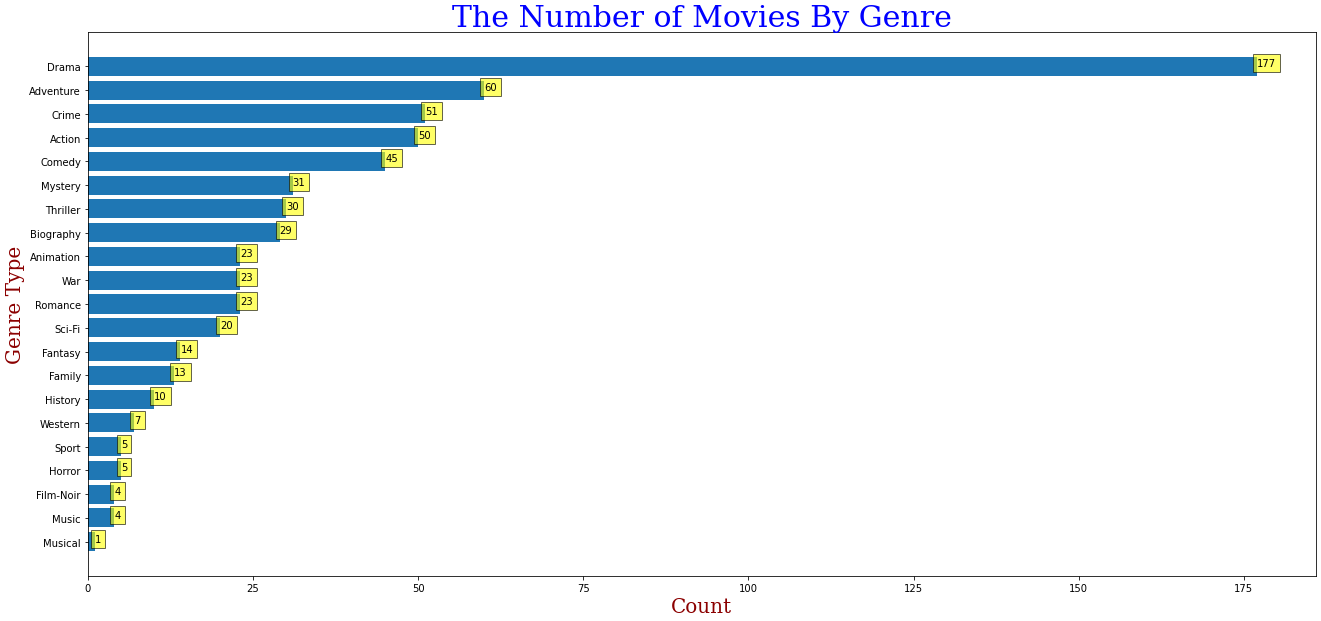 The Number of Movies By Genre
Drama 177
Adventure 60
Crime 51
Action 50
Comedy 45
Mystery 31
Thriller 30
Biography 29
Animation 23
War 23
Romance 23
Sci-Fi 20
Fantasy 14
Family 13
History 10
Western 7
Sport 5
Horror 5
Film-Noir 4
Music 4
Musical 1
Genre Type
0 25 50 75 100 125 150 175
Count